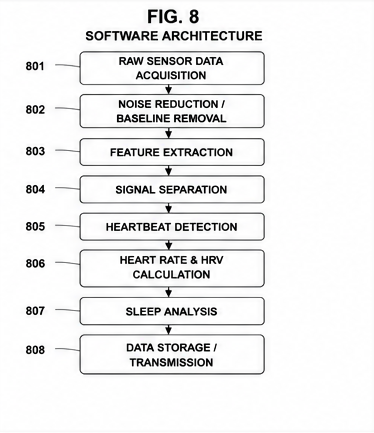 FIG. 8
SOFTWARE ARCHITECTURE
801
RAW SENSOR DATA
ACQUISITION
802
NOISE REDUCTION /
BASELINE REMOVAL
803
FEATURE EXTRACTION
804
SIGNAL SEPARATION
805
HEARTBEAT DETECTION
806
HEART RATE & HRV
CALCULATION
807
SLEEP ANALYSIS
808
DATA STORAGE /
TRANSMISSION